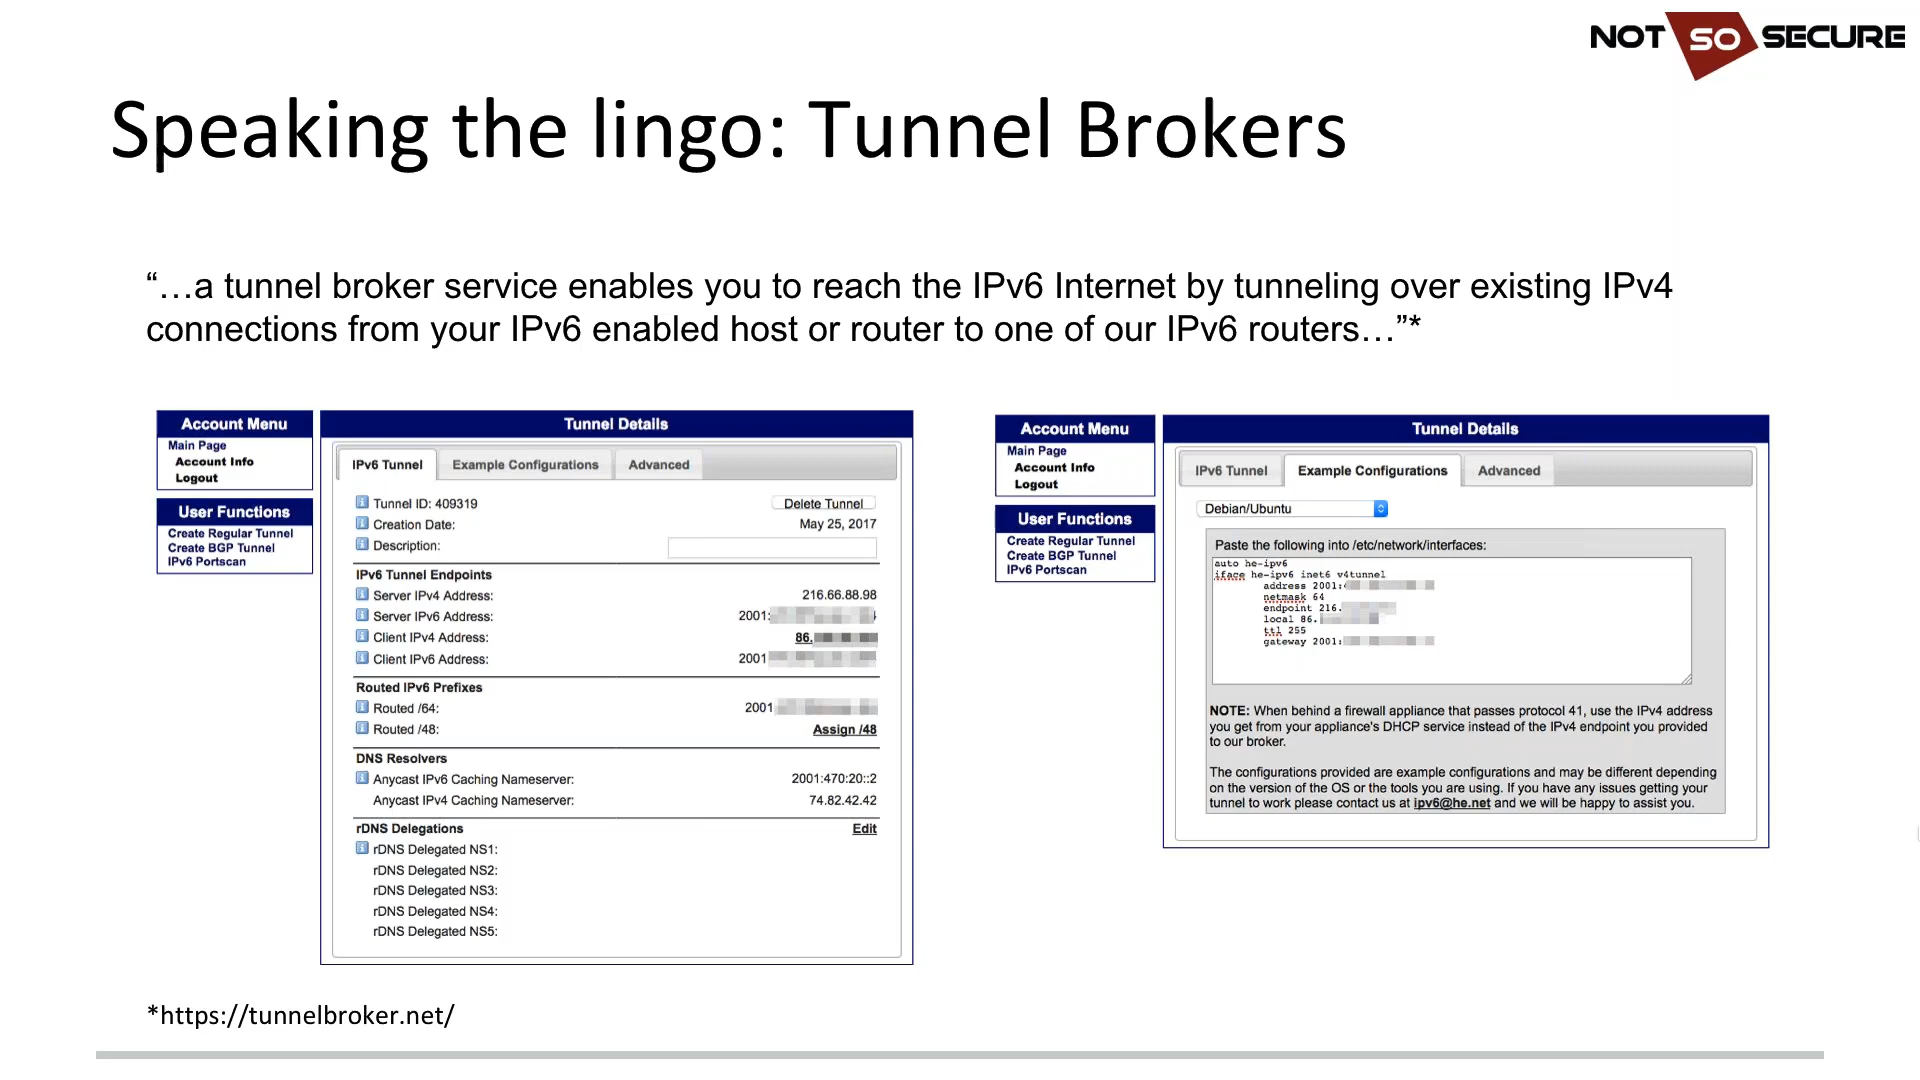 NOT SO SECURE
Speaking the lingo: Tunnel Brokers
“…a tunnel broker service enables you to reach the IPv6 Internet by tunneling over existing IPv4
connections from your IPv6 enabled host or router to one of our IPv6 routers…”*
Account Menu
Main Page
Account Info
Logout
User Functions
Create Regular Tunnel
Create BGP Tunnel
IPv6 Portscan
Tunnel Details
IPv6 Tunnel Example Configurations Advanced
Tunnel ID: 409319 Delete Tunnel
Creation Date: May 25, 2017
Description:
IPv6 Tunnel Endpoints
Server IPv4 Address: 216.66.88.98
Server IPv6 Address: 2001:
Client IPv4 Address: 86.
Client IPv6 Address: 2001
Routed IPv6 Prefixes
Routed /64: 2001
Routed /48: Assign /48
DNS Resolvers
Anycast IPv6 Caching Nameserver: 2001:470:20::2
Anycast IPv4 Caching Nameserver: 74.82.42.42
rDNS Delegations Edit
rDNS Delegated NS1:
rDNS Delegated NS2:
rDNS Delegated NS3:
rDNS Delegated NS4:
rDNS Delegated NS5:
Account Menu
Main Page
Account Info
Logout
User Functions
Create Regular Tunnel
Create BGP Tunnel
IPv6 Portscan
Tunnel Details
IPv6 Tunnel Example Configurations Advanced
Debian/Ubuntu
Paste the following into /etc/network/interfaces:
auto he-ipv6
iface he-ipv6 inet6 v4tunnel
address 2001:
netmask 64
endpoint 216.
local 86.
ttl 255
gateway 2001:
NOTE: When behind a firewall appliance that passes protocol 41, use the IPv4 address
you get from your appliance's DHCP service instead of the IPv4 endpoint you provided
to our broker.
The configurations provided are example configurations and may be different depending
on the version of the OS or the tools you are using. If you have any issues getting your
tunnel to work please contact us at ipv6@he.net and we will be happy to assist you.
*https://tunnelbroker.net/